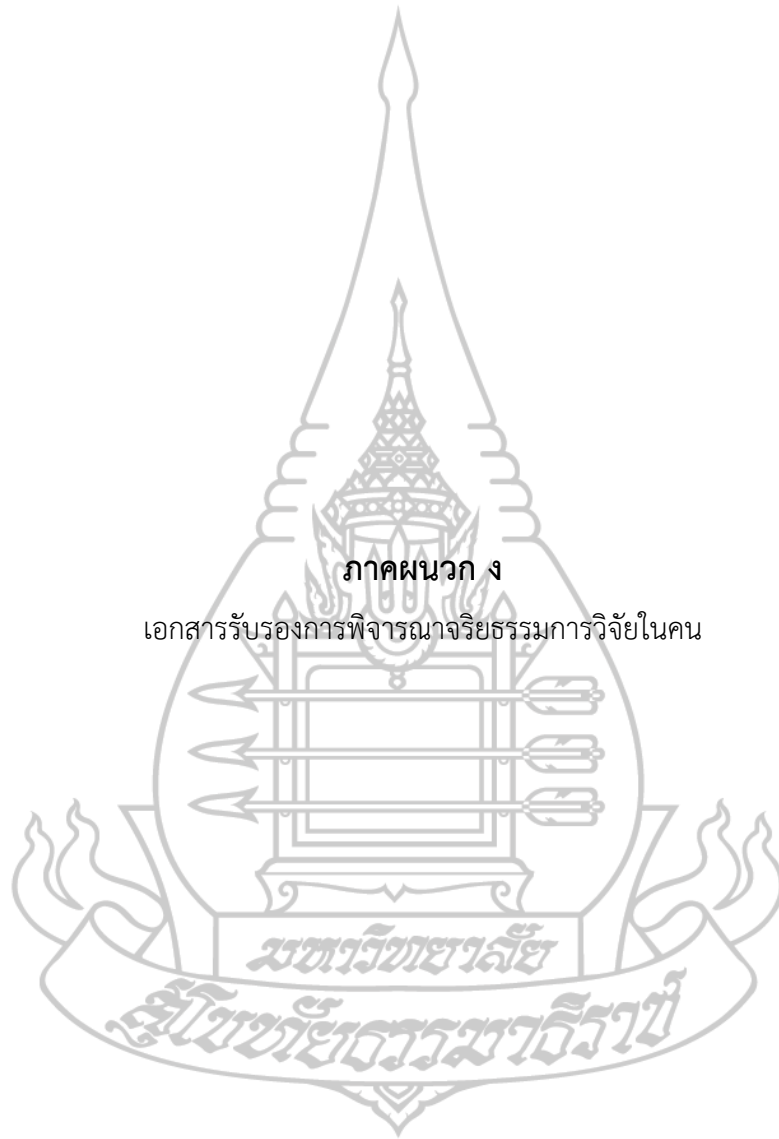 ภาคผนวก ง
เอกสารรับรองการพิจารณาจริยธรรมการวิจัยในคน
มหาวิทยาลัย
สุโขทัยธรรมาธิราช